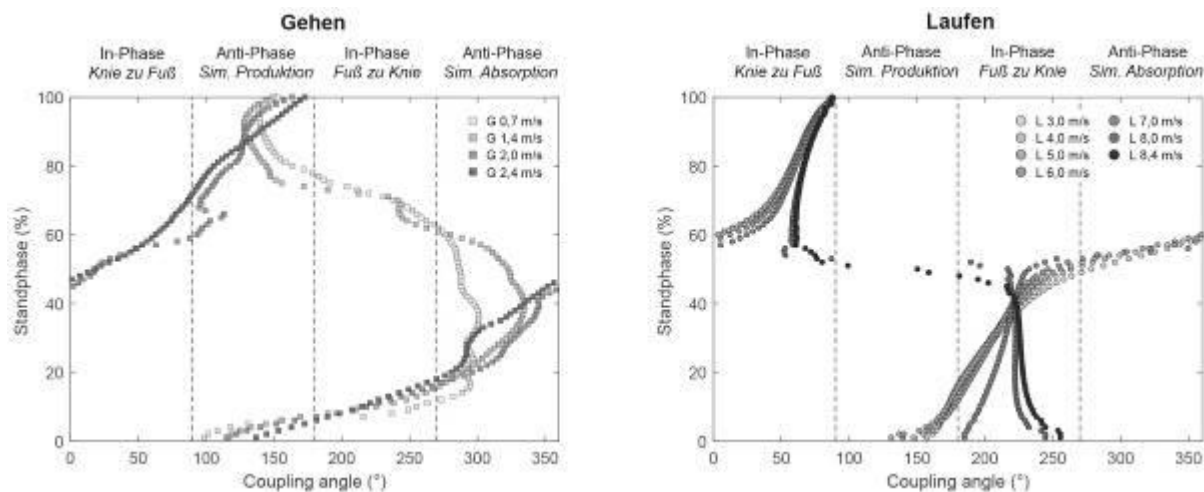 Gehen
In-Phase Anti-Phase In-Phase Anti-Phase
Knie zu Fuß Sim. Produktion Fuß zu Knie Sim. Absorption
100
80
60
40
20
0
Standphase (%)
G 0,7 m/s
G 1,4 m/s
G 2,0 m/s
G 2,4 m/s
0 50 100 150 200 250 300 350
Coupling angle (°)
Laufen
In-Phase Anti-Phase In-Phase Anti-Phase
Knie zu Fuß Sim. Produktion Fuß zu Knie Sim. Absorption
100
80
60
40
20
0
Standphase (%)
L 3,0 m/s L 7,0 m/s
L 4,0 m/s L 8,0 m/s
L 5,0 m/s L 8,4 m/s
L 6,0 m/s
0 50 100 150 200 250 300 350
Coupling angle (°)